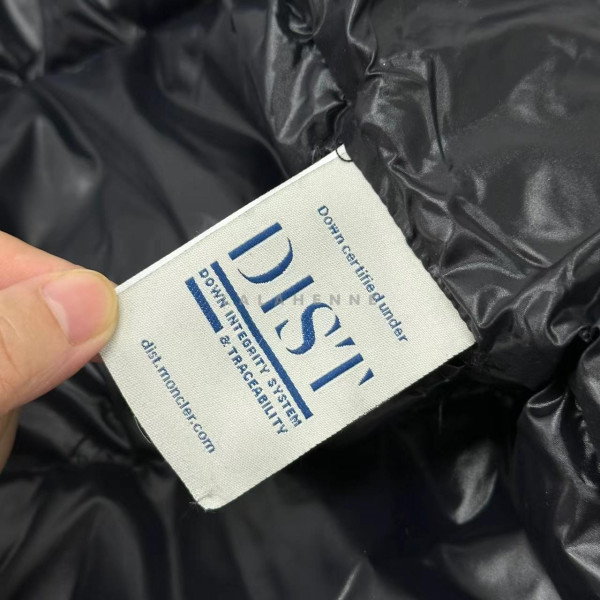 Down certified under
DIST
DOWN INTEGRITY SYSTEM
& TRACEABILITY
dist.moncler.com